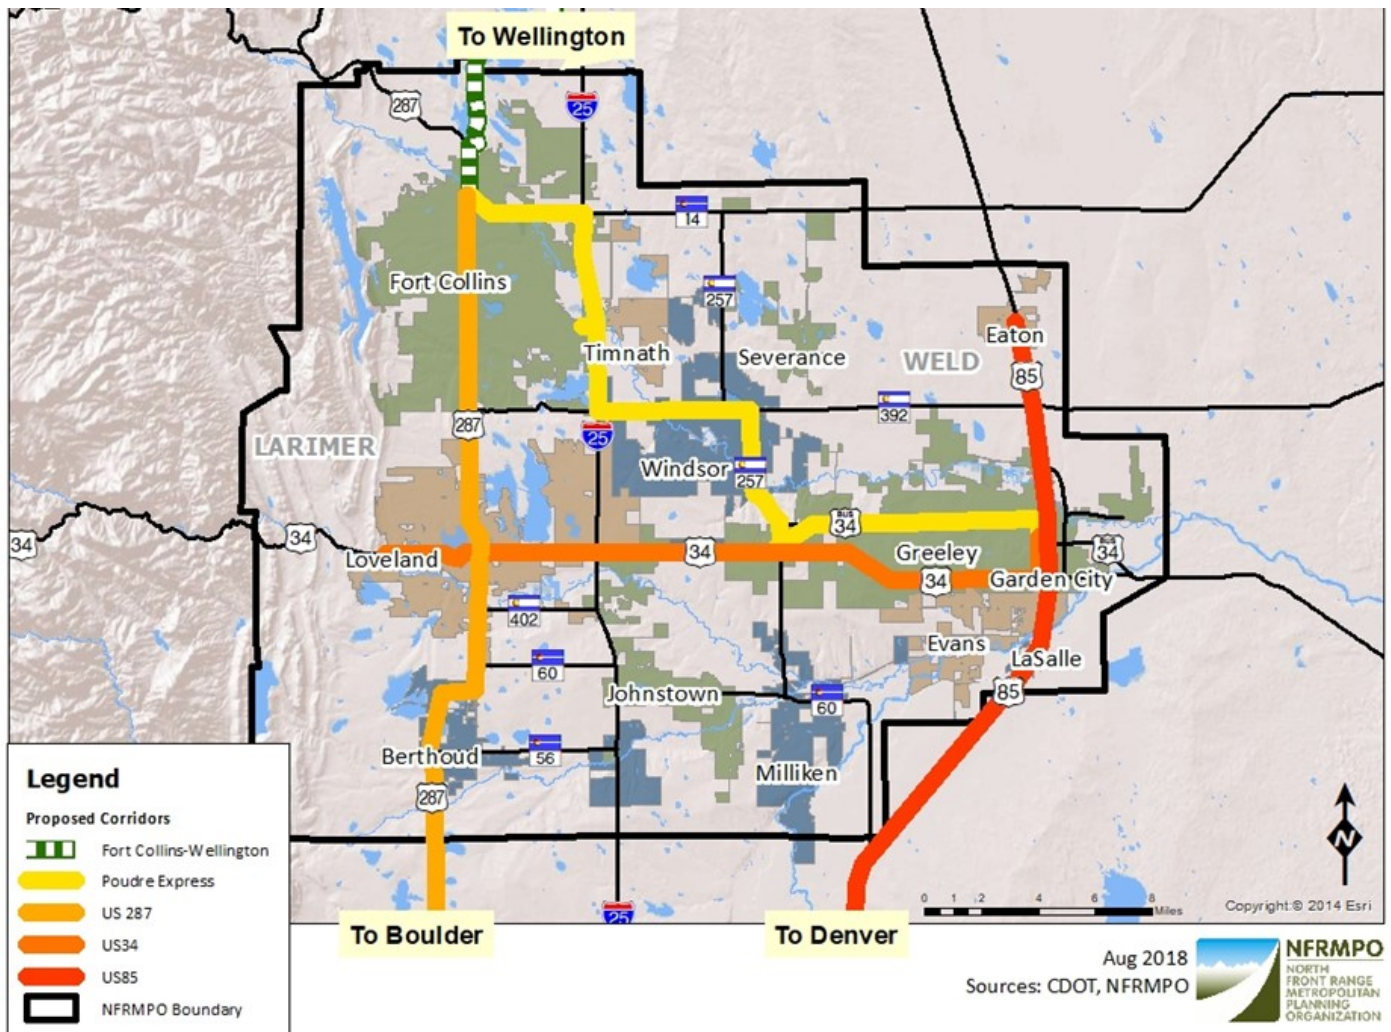 To Wellington
287
25
14
Fort Collins
257
Eaton
Timnath
Severance
WELD
85
392
287
25
LARIMER
Windsor
257
34
34
BUS
34
34
Loveland
34
Greeley
BUS
34
34
Garden City
402
Evans
LaSalle
60
Johnstown
60
85
Berthoud
56
Milliken
287
25
To Boulder
To Denver
Legend
Proposed Corridors
Fort Collins-Wellington
Poudre Express
US 287
US34
US85
NFRMPO Boundary
N
0 1 2 4 6 8
Miles
Copyright:© 2014 Esri
Aug 2018
Sources: CDOT, NFRMPO
NFRMPO
NORTH
FRONT RANGE
METROPOLITAN
PLANNING
ORGANIZATION